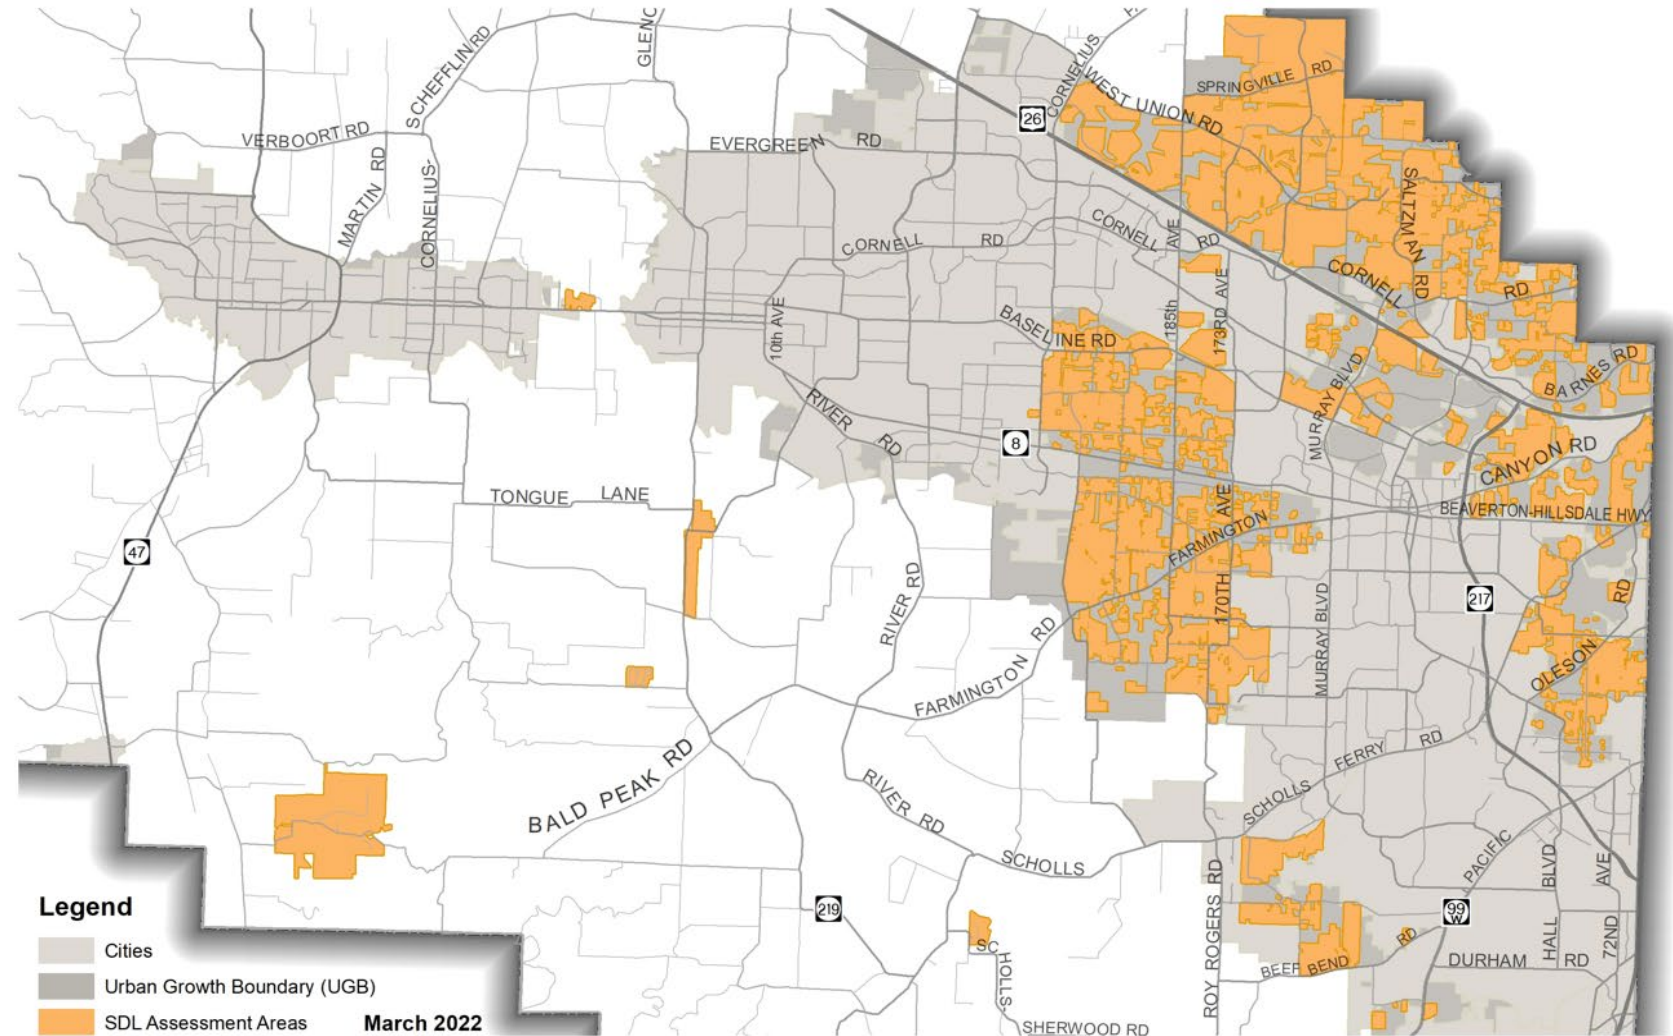 SCHEFFLIN RD
GLENC
CORNELIUS
WEST UNION RD
SPRINGVILLE RD
26
VERBOORT RD
MARTIN RD
CORNELIUS-
EVERGREEN RD
SALTZMAN RD
CORNELL RD
CORNELL RD
AVE
185th
173RD AVE
CORNELL RD
10th AVE
BASELINE RD
BARNES RD
MURRAY BLVD
RIVER RD
8
CANYON RD
TONGUE LANE
BEAVERTON-HILLSDALE HWY
47
FARMINGTON
170TH AVE
217
RIVER RD
MURRAY BLVD
RD
OLESON
FARMINGTON RD
BALD PEAK RD
SCHOLLS FERRY RD
RIVER RD
SCHOLLS
PACIFIC
BLVD
HALL
AVE
72ND
219
ROY ROGERS RD
99
W
SC
HOLLS-
BEEF BEND RD
DURHAM RD
SHERWOOD RD
Legend
Cities
Urban Growth Boundary (UGB)
SDL Assessment Areas
March 2022